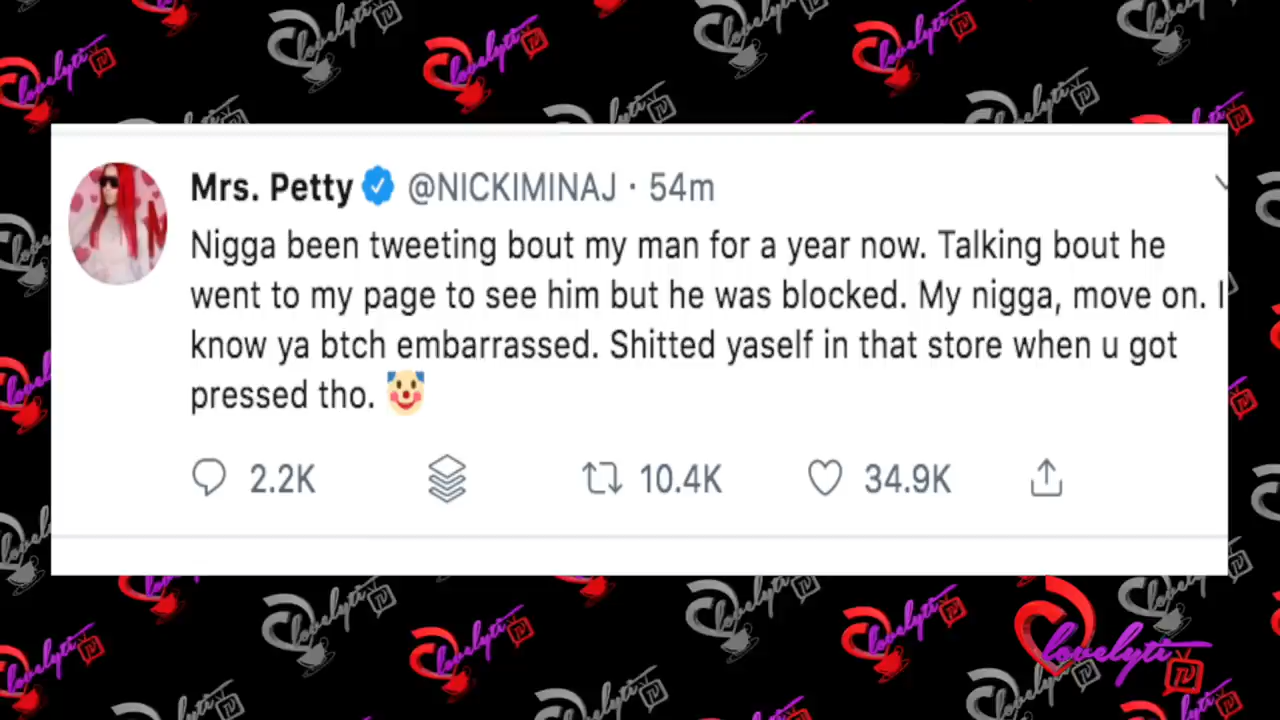 Mrs. Petty @NICKIMINAJ · 54m
Nigga been tweeting bout my man for a year now. Talking bout he
went to my page to see him but he was blocked. My nigga, move on. I
know ya btch embarrassed. Shitted yaself in that store when u got
pressed tho. 🤡
2.2K 10.4K 34.9K
lovelyti TV